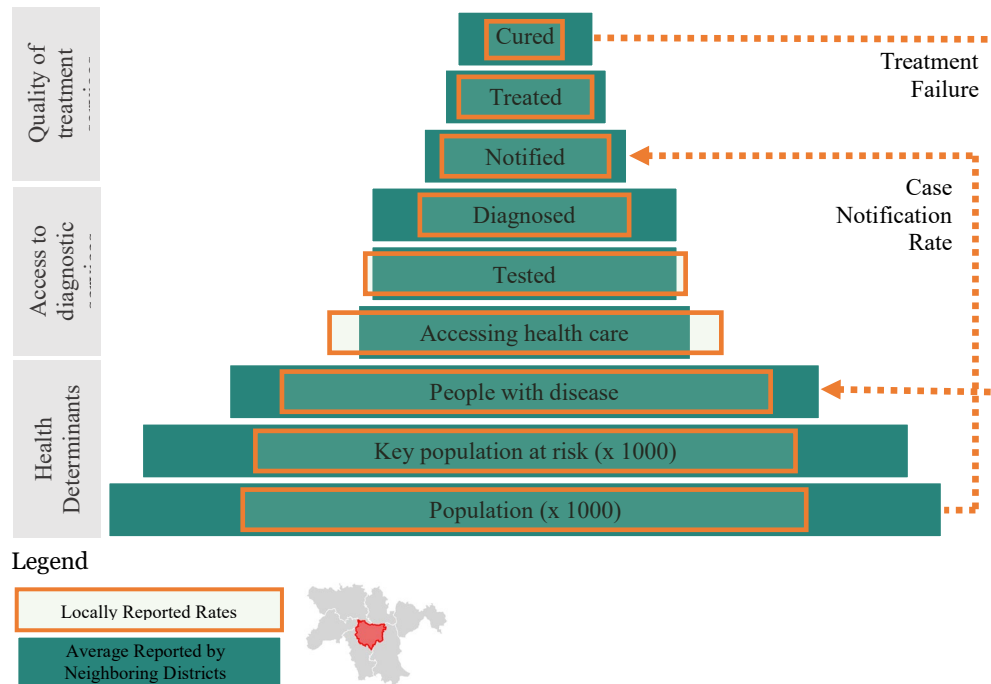 Quality of
treatment
Cured
Treated
Notified
Treatment
Failure
Access to
diagnostic
Diagnosed
Tested
Accessing health care
Case
Notification
Rate
Health
Determinants
People with disease
Key population at risk (x 1000)
Population (x 1000)
Legend
Locally Reported Rates
Average Reported by
Neighboring Districts